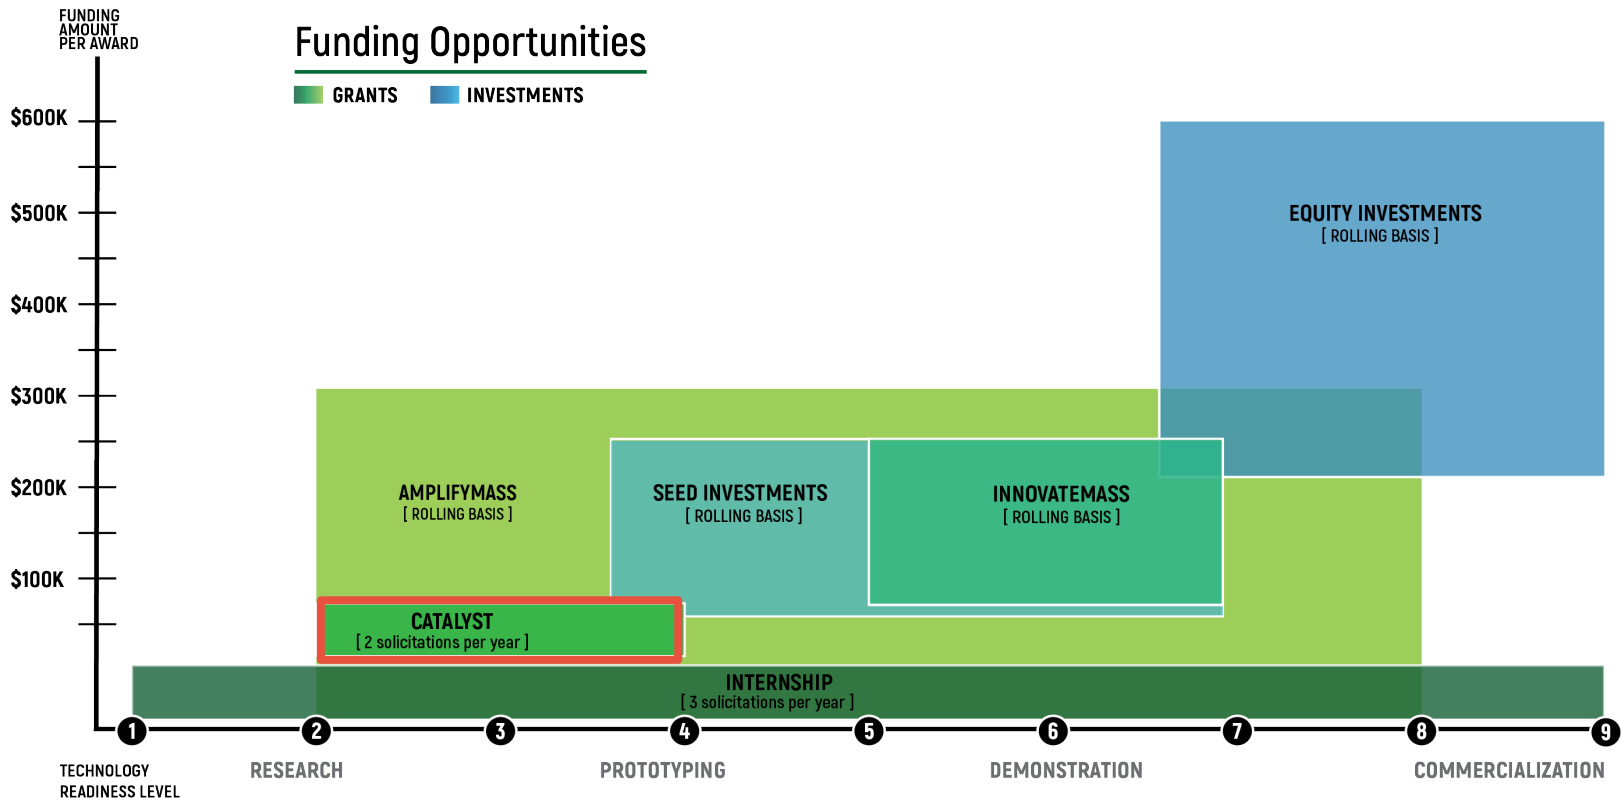 FUNDING
AMOUNT
PER AWARD
Funding Opportunities
GRANTS
INVESTMENTS
$600K
$500K
$400K
$300K
$200K
$100K
EQUITY INVESTMENTS
[ ROLLING BASIS ]
AMPLIFYMASS
[ ROLLING BASIS ]
SEED INVESTMENTS
[ ROLLING BASIS ]
INNOVATEMASS
[ ROLLING BASIS ]
CATALYST
[ 2 solicitations per year ]
INTERNSHIP
[ 3 solicitations per year ]
1 2 3 4 5 6 7 8 9
RESEARCH
PROTOTYPING
DEMONSTRATION
COMMERCIALIZATION
TECHNOLOGY
READINESS LEVEL